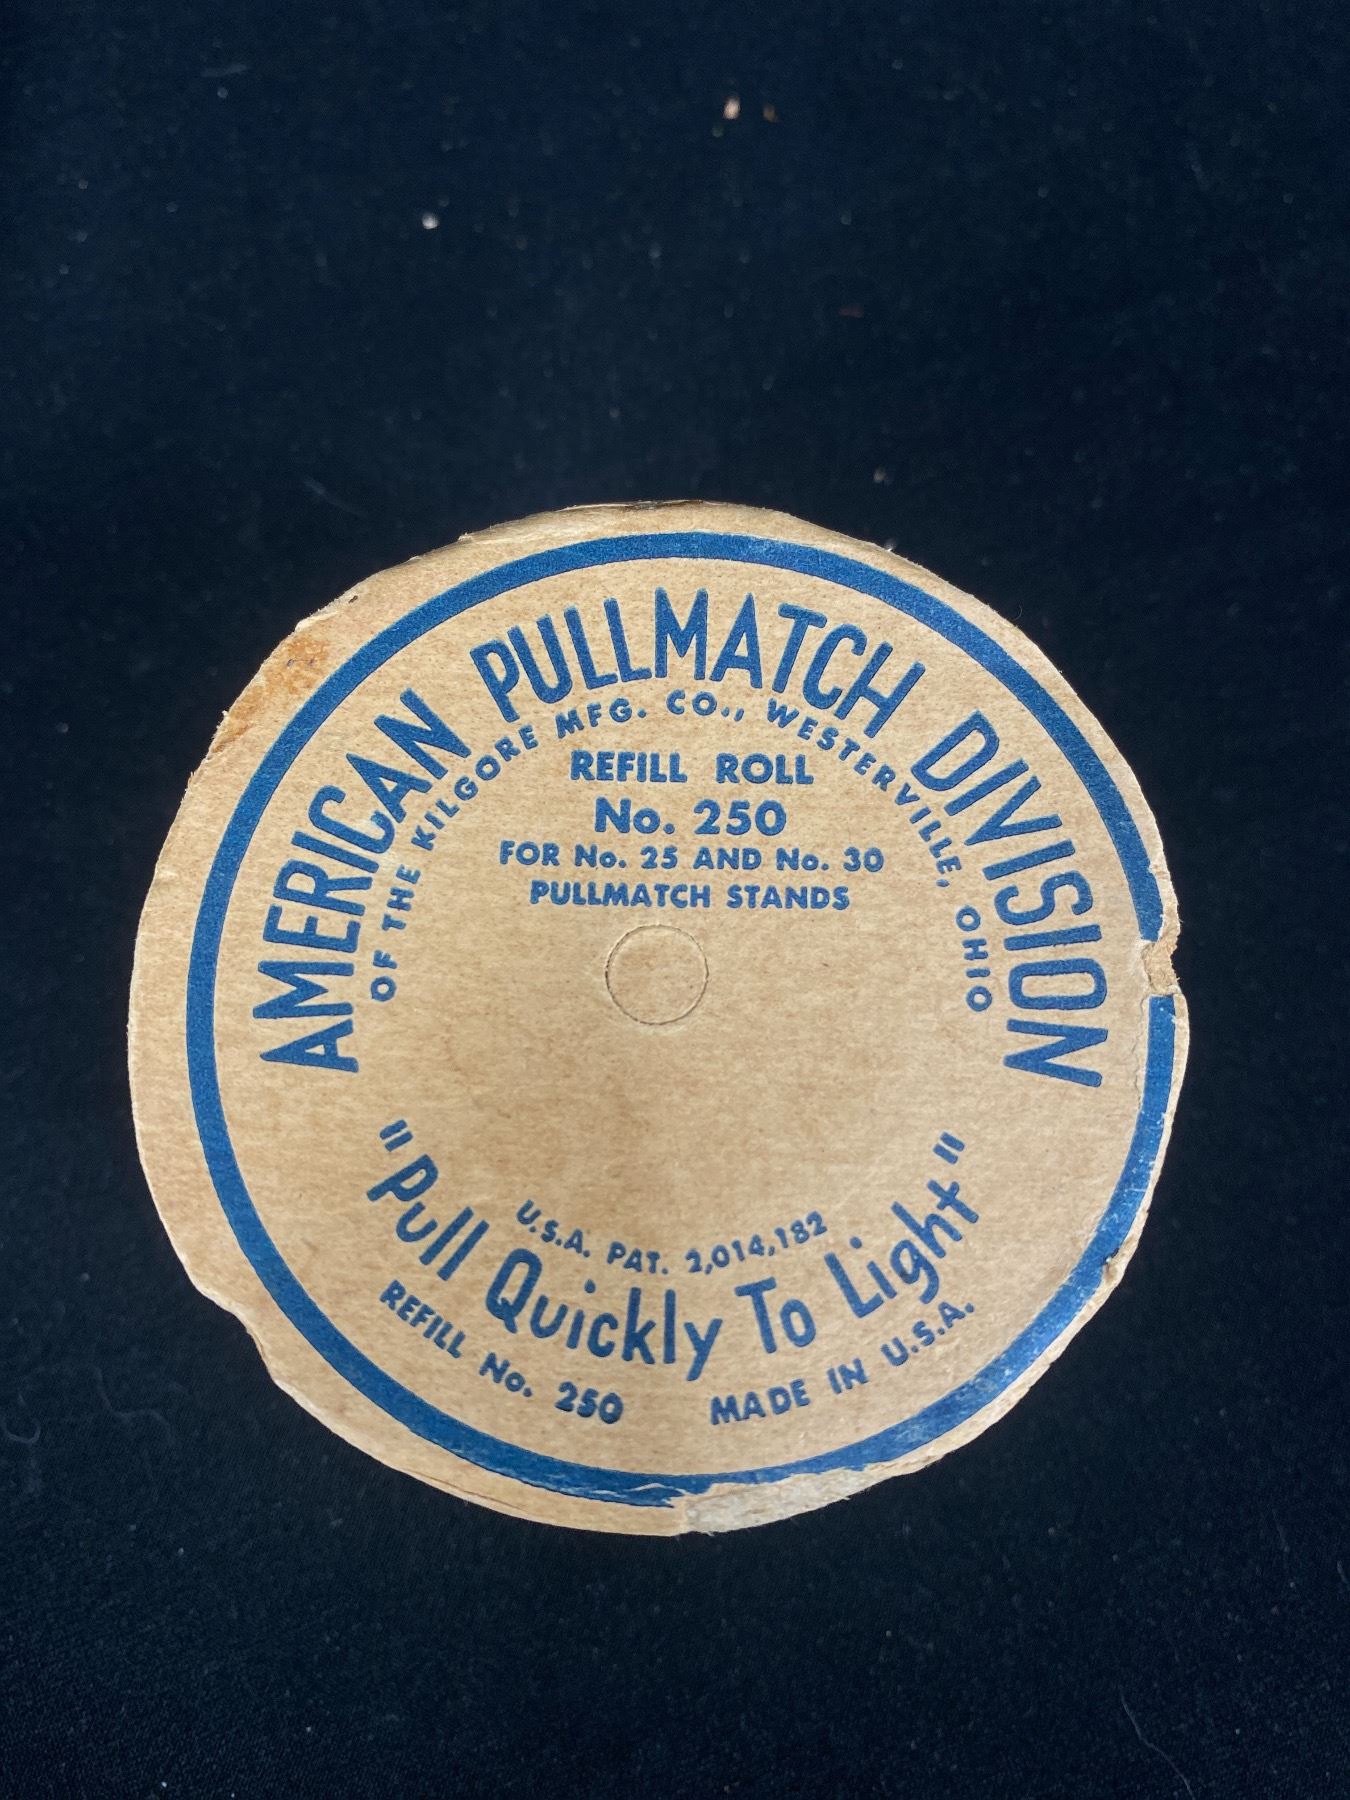 AMERICAN PULLMATCH DIVISION
OF THE KILGORE MFG. CO., WESTERVILLE, OHIO
REFILL ROLL
No. 250
FOR No. 25 AND No. 30
PULLMATCH STANDS
U.S.A. PAT. 2,014,182
"Pull Quickly To Light"
REFILL No. 250 MADE IN U.S.A.